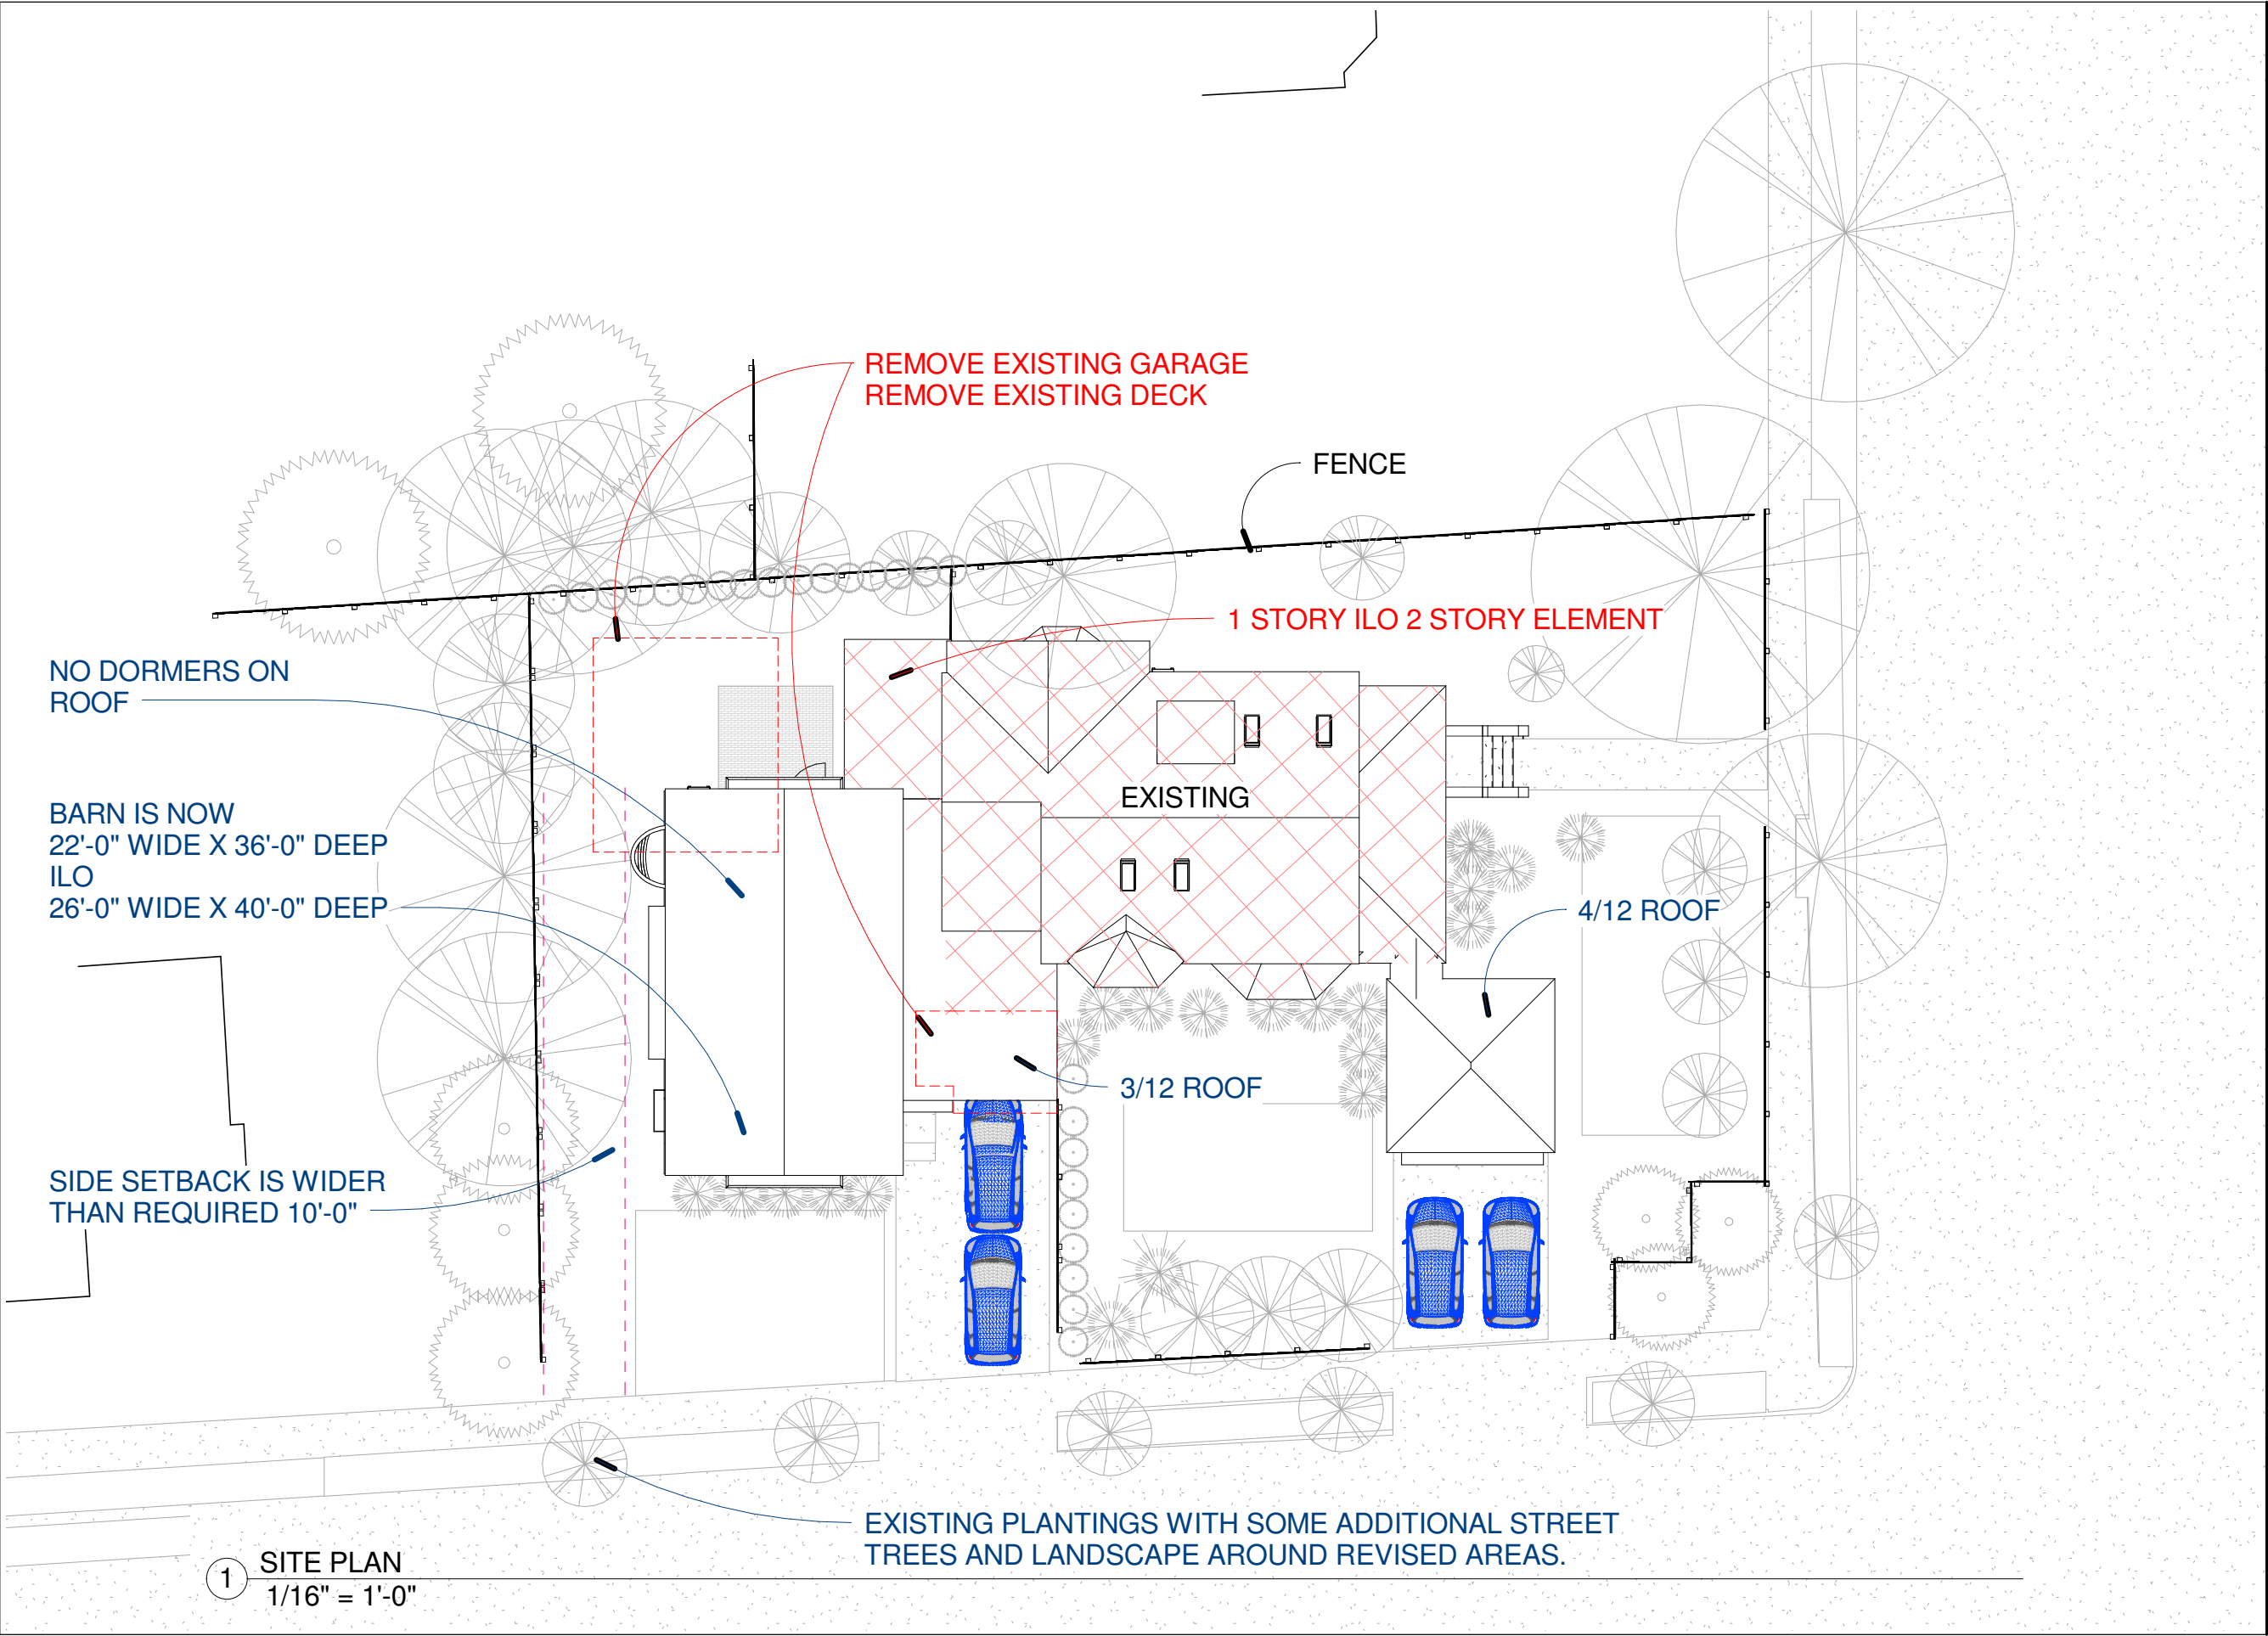 REMOVE EXISTING GARAGE
REMOVE EXISTING DECK
FENCE
1 STORY ILO 2 STORY ELEMENT
NO DORMERS ON
ROOF
EXISTING
BARN IS NOW
22'-0" WIDE X 36'-0" DEEP
ILO
26'-0" WIDE X 40'-0" DEEP
4/12 ROOF
3/12 ROOF
SIDE SETBACK IS WIDER
THAN REQUIRED 10'-0"
EXISTING PLANTINGS WITH SOME ADDITIONAL STREET
TREES AND LANDSCAPE AROUND REVISED AREAS.
1 SITE PLAN
1/16" = 1'-0"